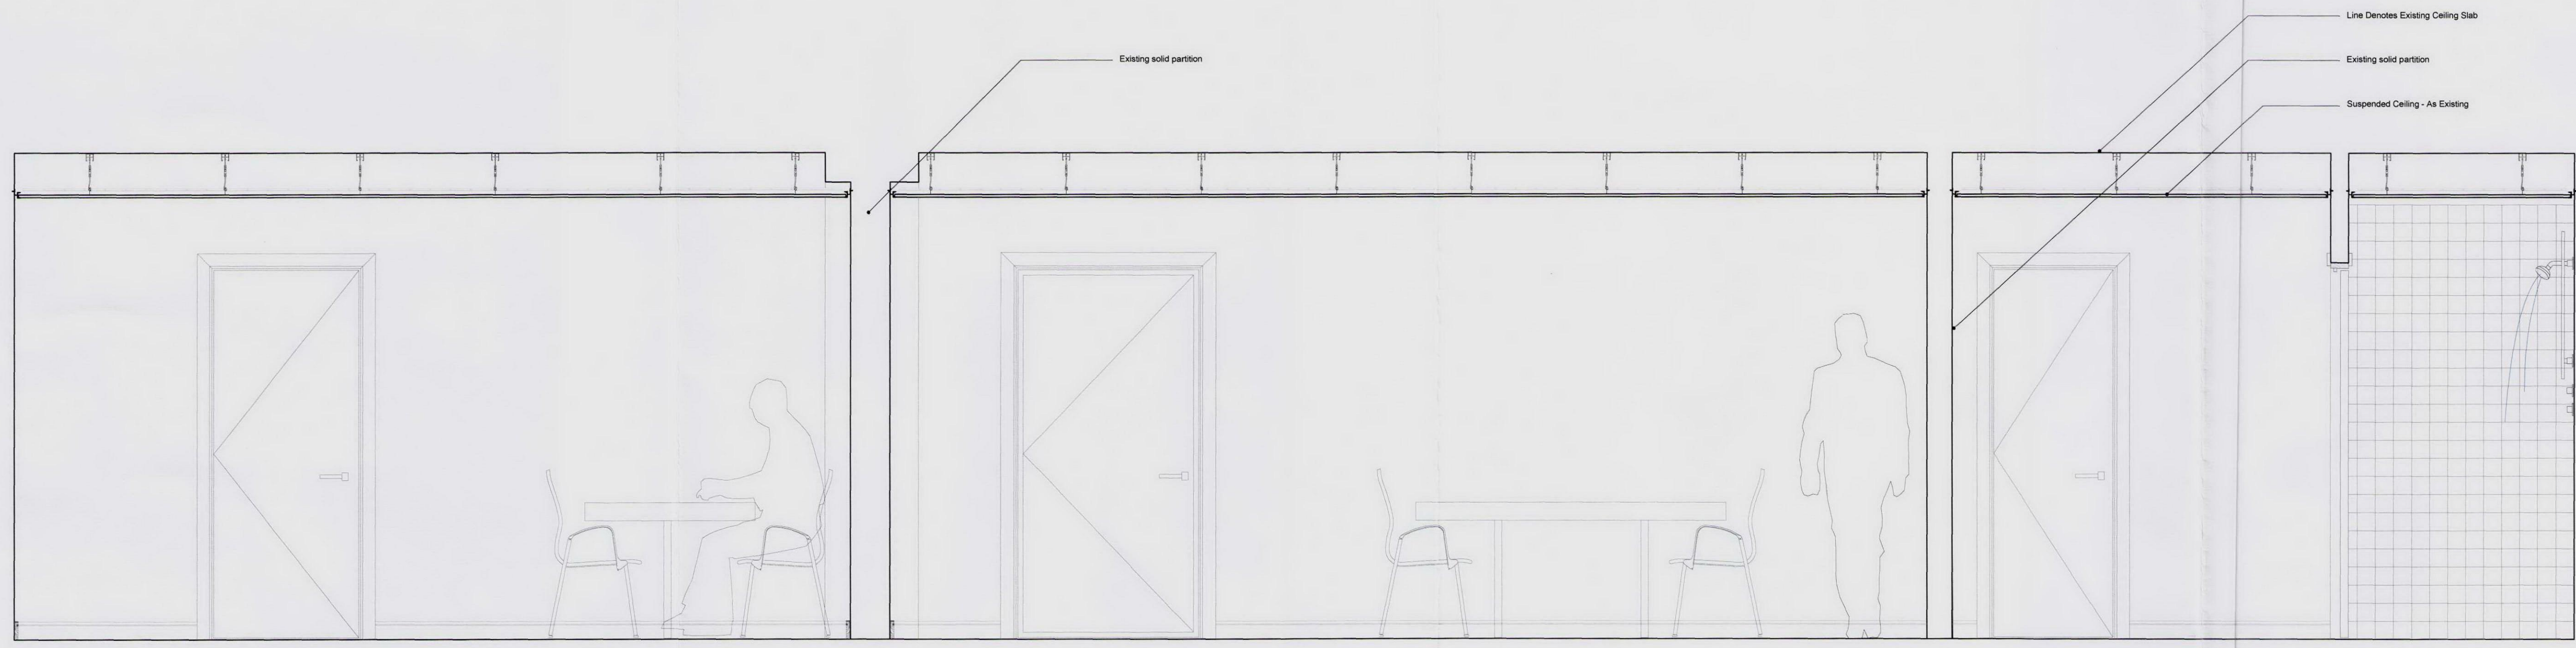 Line Denotes Existing Ceiling Slab
Existing solid partition
Existing solid partition
Suspended Ceiling - As Existing